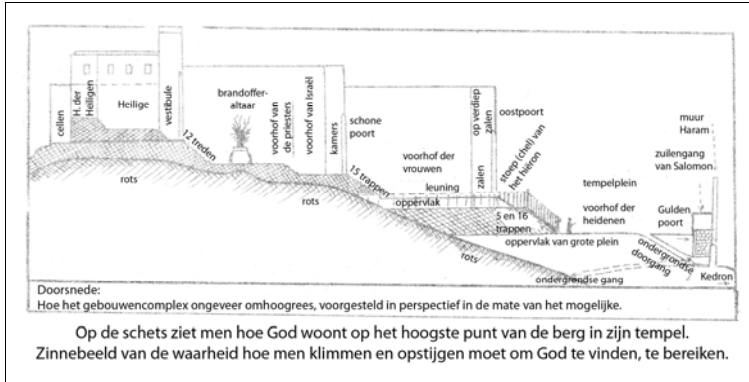 cellen
H. der
Heiligen
Heilige
vestibule
12 treden
brandoffer-
altaar
voorhof van
de priesters
voorhof van Israël
kamers
schone
poort
15 trappen
voorhof der
vrouwen
leuning
oppervlak
zalen
op verdiep
zalen
oostpoort
stoep (chel) van
het hiëron
5 en 16
trappen
tempelplein
voorhof der
heidenen
oppervlak van grote plein
muur
Haram
zuilengang
van Salomon
Gulden
poort
ondergrondse
doorgang
Kedron
ondergrondse gang
rots
rots
rots
Doorsnede:
Hoe het gebouwencomplex ongeveer omhoogrees, voorgesteld in perspectief in de mate van het mogelijke.
Op de schets ziet men hoe God woont op het hoogste punt van de berg in zijn tempel.
Zinnebeeld van de waarheid hoe men klimmen en opstijgen moet om God te vinden, te bereiken.